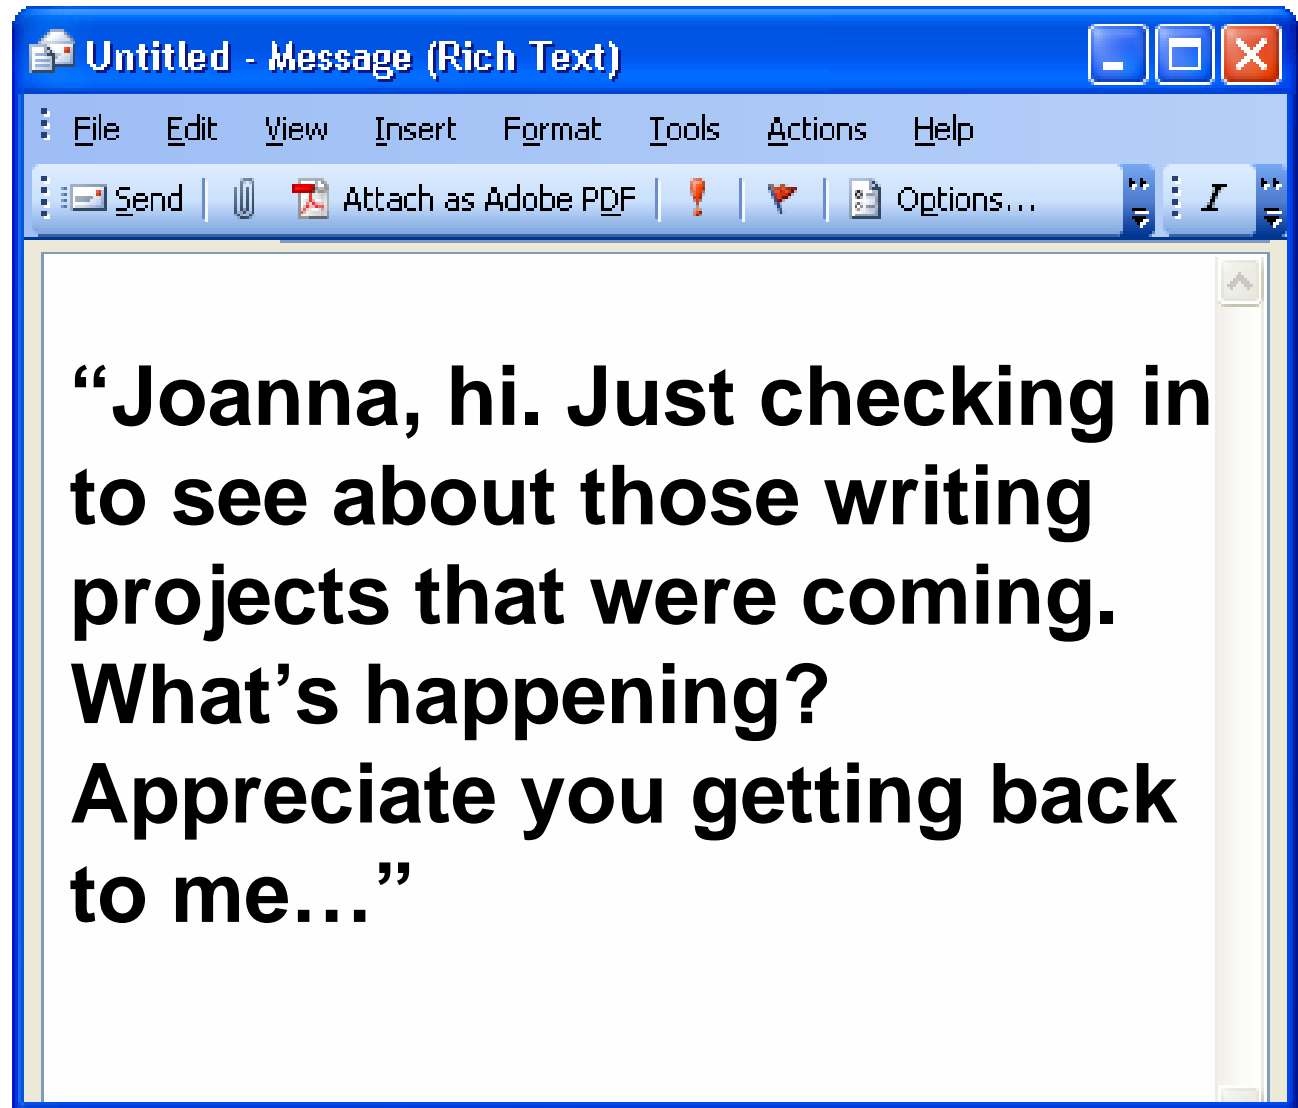 Untitled - Message (Rich Text)
File Edit View Insert Format Tools Actions Help
Send Attach as Adobe PDF Options... I
“Joanna, hi. Just checking in
to see about those writing
projects that were coming.
What’s happening?
Appreciate you getting back
to me…”